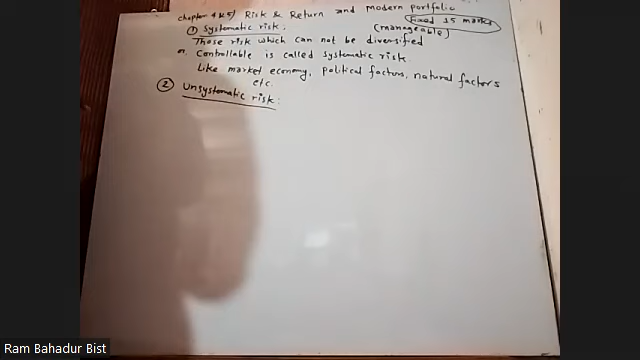 chapter 4 & 5) Risk & Return and modern portfolio
Fixed 15 marks
① Systematic risk. (manageable)
Those risk which can not be diversified
or controllable is called systematic risk.
Like market economy, political factors, natural factors
etc.
② Unsystematic risk:
Ram Bahadur Bist